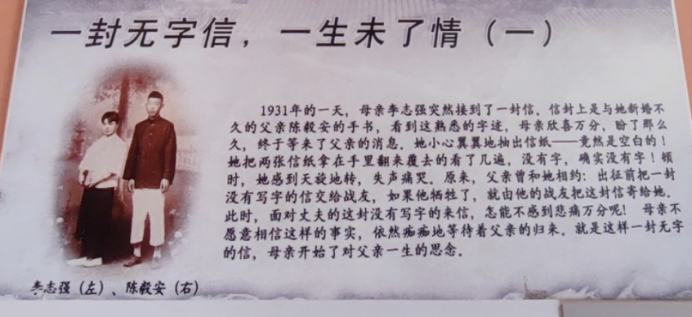 一封无字信，一生未了情（一）
1931年的一天，母亲李志强突然接到了一封信。信封上是与她新婚不
久的父亲陈毅安的手书，看到这熟悉的字迹，母亲欣喜万分，盼了那么
久，终于等来了父亲的消息。她小心翼翼地抽出信纸——竟然是空白的！
她把两张信纸拿在手里翻来覆去的看了几遍，没有字，确实没有字！顿
时，她感到天旋地转，失声痛哭。原来，父亲曾和她相约：出征前把一封
没有写字的信交给战友，如果他牺牲了，就由他的战友把这封信寄给她。
此时，面对丈夫的这封没有写字的来信，怎能不感到悲痛万分呢！母亲不
愿意相信这样的事实，依然痴痴地等待着父亲的归来。就是这样一封无字
的信，母亲开始了对父亲一生的思念。
李志强（左）、陈毅安（右）